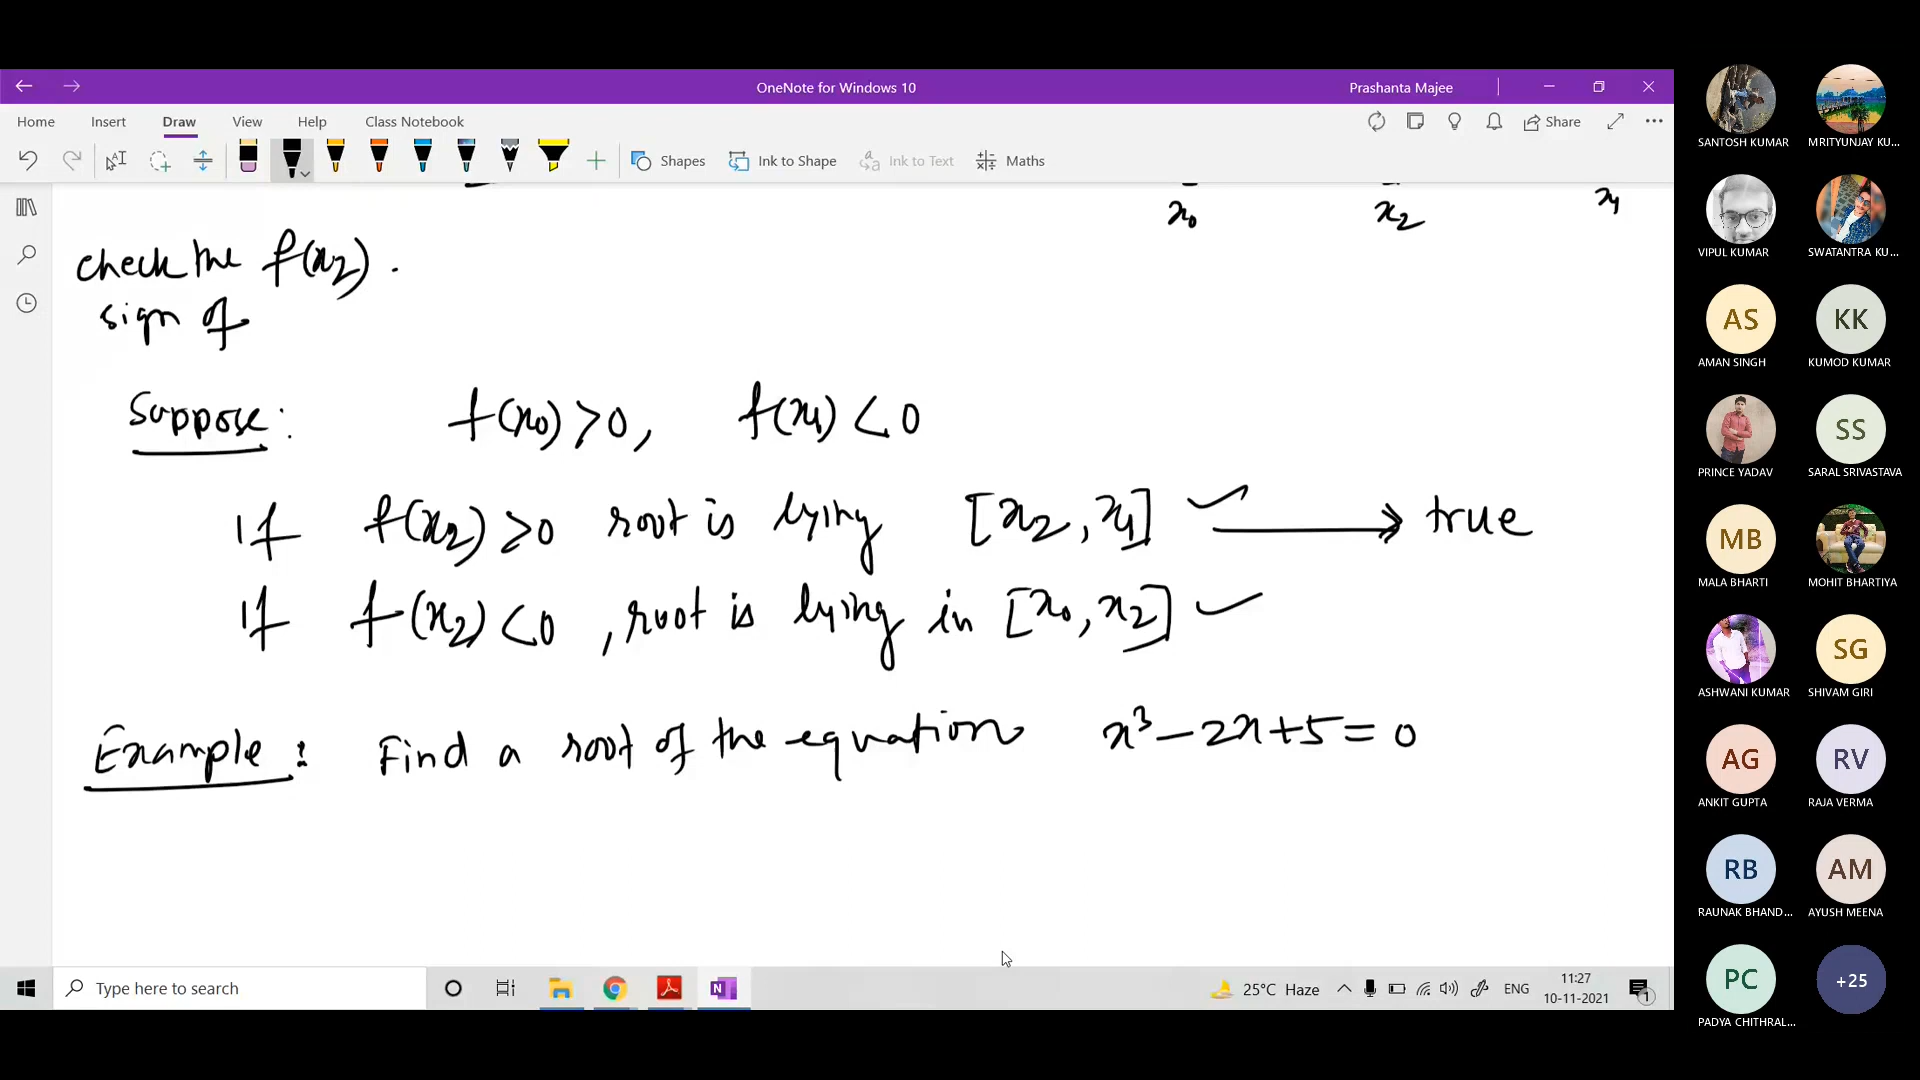 OneNote for Windows 10
Prashanta Majee
Home Insert Draw View Help Class Notebook
Share
Shapes Ink to Shape Ink to Text Maths
x₀ x₂ x₁
check the f(x₂).
sign of
Suppose: f(x₀)>0, f(x₁)<0
If f(x₂)>0 root is lying [x₂,x₁] ✓ → true
If f(x₂)<0, root is lying in [x₀,x₂] ✓
Example: Find a root of the equation x³-2x+5=0
Type here to search
25°C Haze
ENG
11:27
10-11-2021
1
SANTOSH KUMAR
MRITYUNJAY KU...
VIPUL KUMAR
SWATANTRA KU...
AS
AMAN SINGH
KK
KUMOD KUMAR
PRINCE YADAV
SS
SARAL SRIVASTAVA
MB
MALA BHARTI
MOHIT BHARTIYA
ASHWANI KUMAR
SG
SHIVAM GIRI
AG
ANKIT GUPTA
RV
RAJA VERMA
RB
RAUNAK BHAND...
AM
AYUSH MEENA
PC
PADYA CHITHRAL...
+25